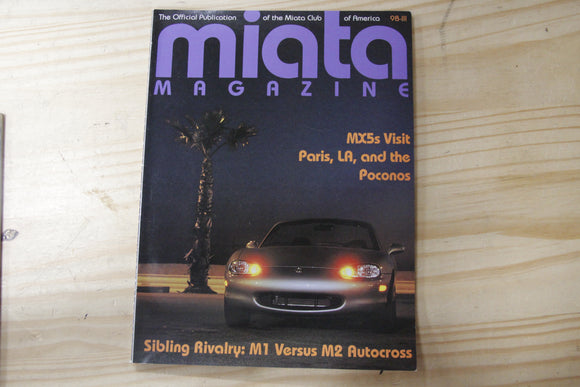 The Official Publication of the Miata Club of America 98-III
miata
MAGAZINE
MX5s Visit
Paris, LA, and the
Poconos
Sibling Rivalry: M1 Versus M2 Autocross